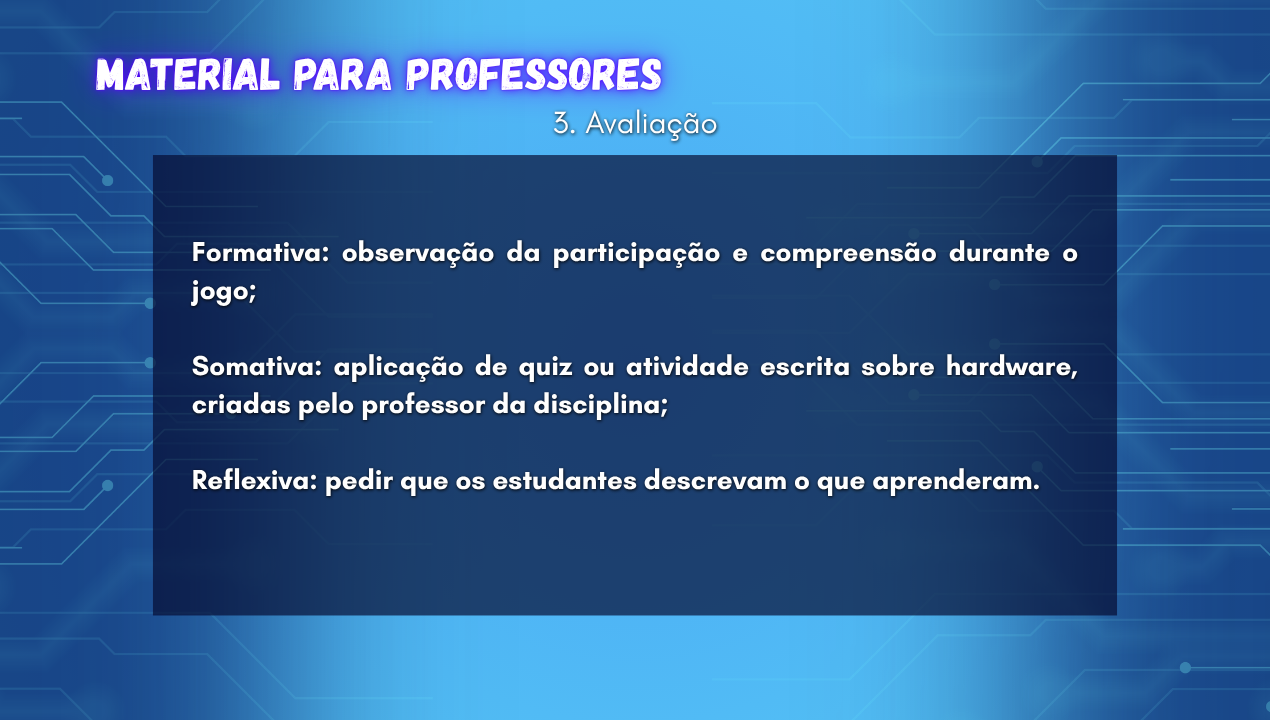 MATERIAL PARA PROFESSORES
3. Avaliação
Formativa: observação da participação e compreensão durante o
jogo;
Somativa: aplicação de quiz ou atividade escrita sobre hardware,
criadas pelo professor da disciplina;
Reflexiva: pedir que os estudantes descrevam o que aprenderam.